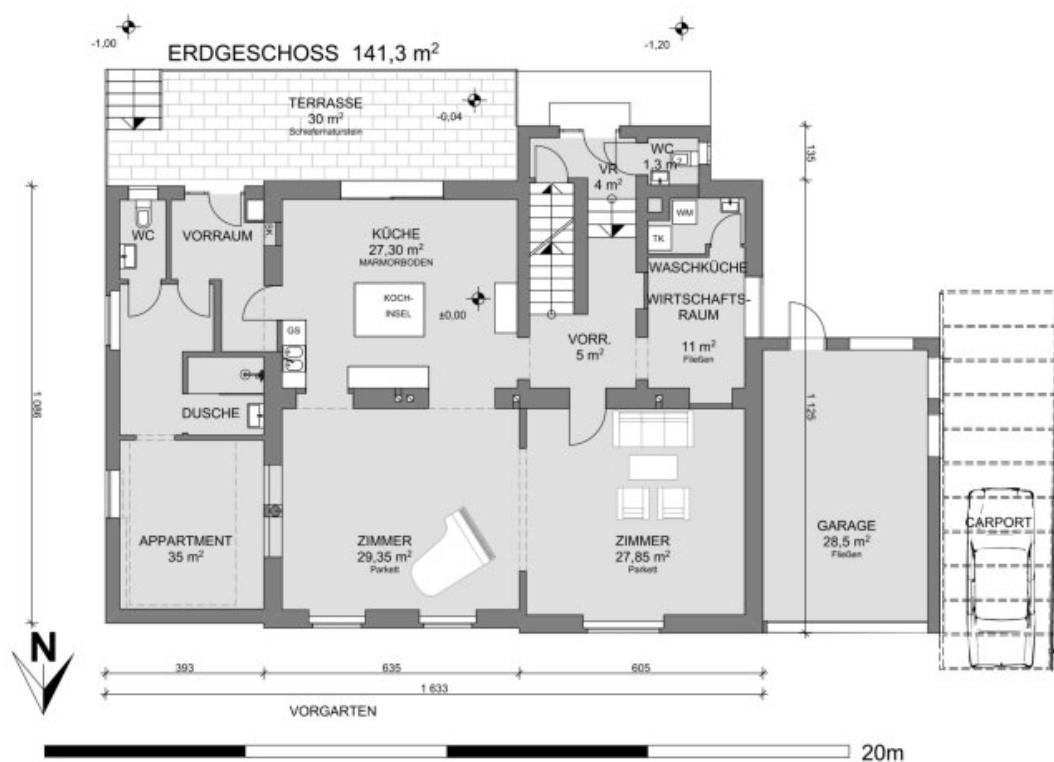 -1,00
-1,20
ERDGESCHOSS 141,3 m²
TERRASSE
30 m²
Schiefernaturstein
-0,04
WC
1,3 m²
VR
4 m²
135
WC
VORRAUM
SK
KÜCHE
27,30 m²
MARMORBODEN
WM
TK
WASCHKÜCHE
WIRTSCHAFTS-
RAUM
11 m²
Fließen
KOCH-
INSEL
±0,00
GS
VORR.
5 m²
1 086
1 125
DUSCHE
APPARTMENT
35 m²
ZIMMER
29,35 m²
Parkett
ZIMMER
27,85 m²
Parkett
GARAGE
28,5 m²
Fließen
CARPORT
N
393
635
605
1 633
VORGARTEN
20m